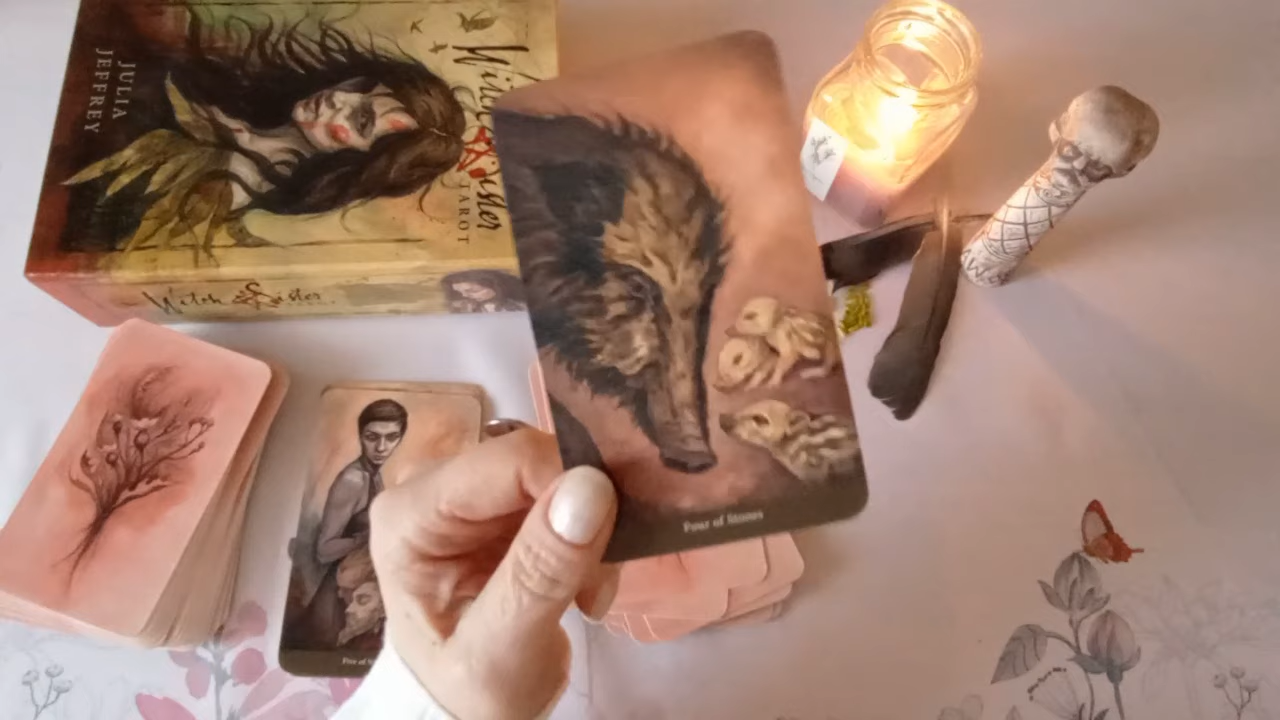 JULIA
JEFFREY
Witch
Sister
TAROT
Witch Sister
Four of Stones